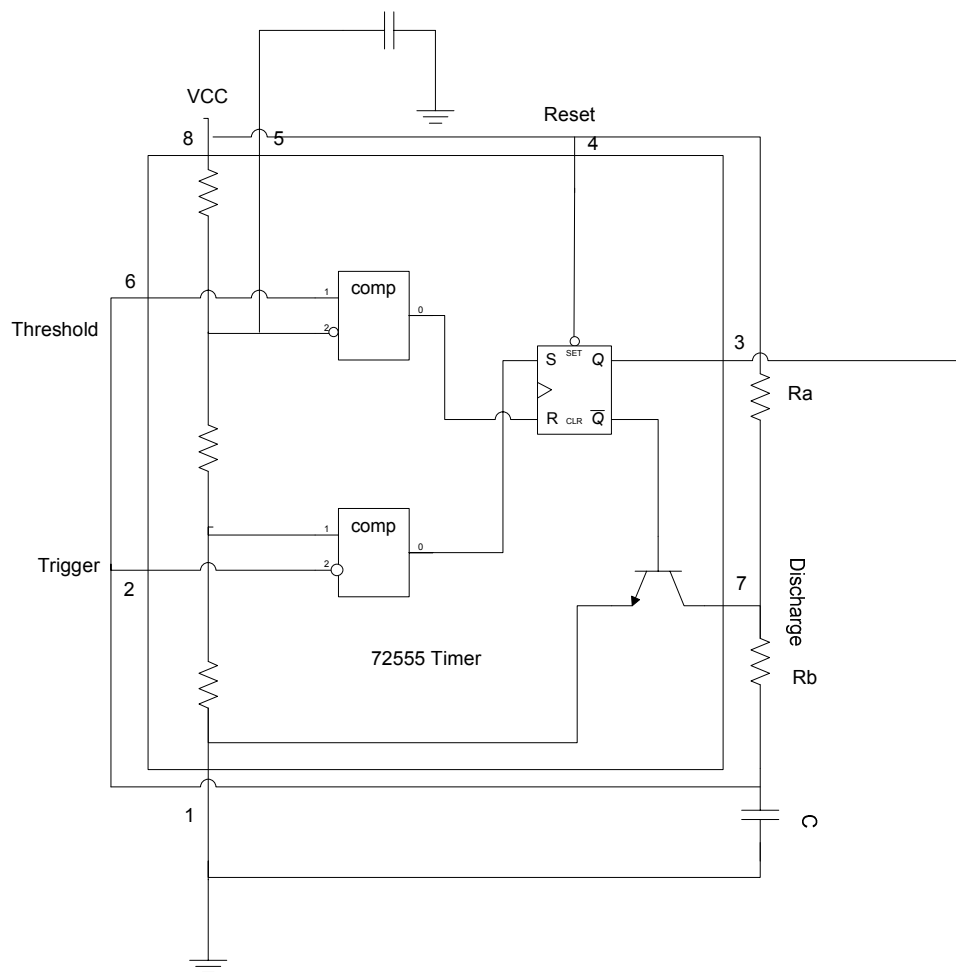 VCC
Reset
8
5
4
6
1
comp
0
Threshold
2
SET
S
Q
3
Ra
R
CLR
Q
1
comp
0
Trigger
2
2
7
Discharge
72555 Timer
Rb
1
C